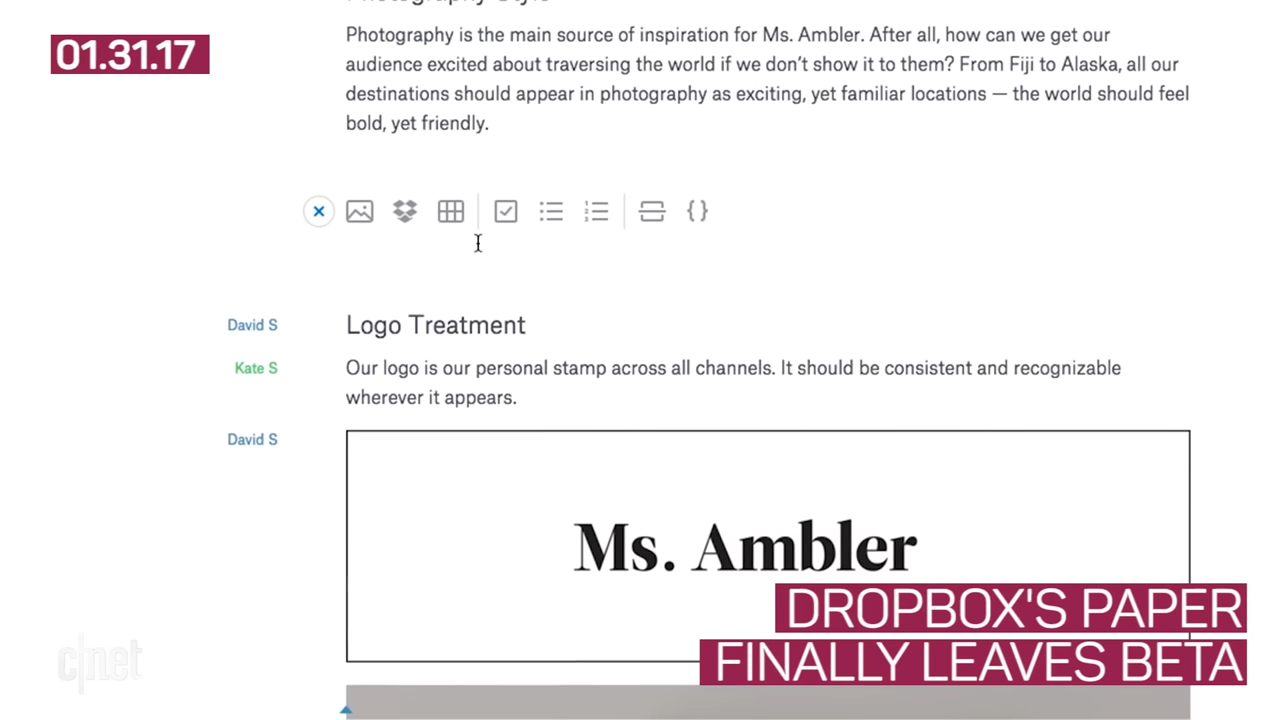 Photography Style
01.31.17
Photography is the main source of inspiration for Ms. Ambler. After all, how can we get our
audience excited about traversing the world if we don’t show it to them? From Fiji to Alaska, all our
destinations should appear in photography as exciting, yet familiar locations — the world should feel
bold, yet friendly.
David S
Logo Treatment
Kate S
Our logo is our personal stamp across all channels. It should be consistent and recognizable
wherever it appears.
David S
Ms. Ambler
DROPBOX'S PAPER
FINALLY LEAVES BETA
c|net